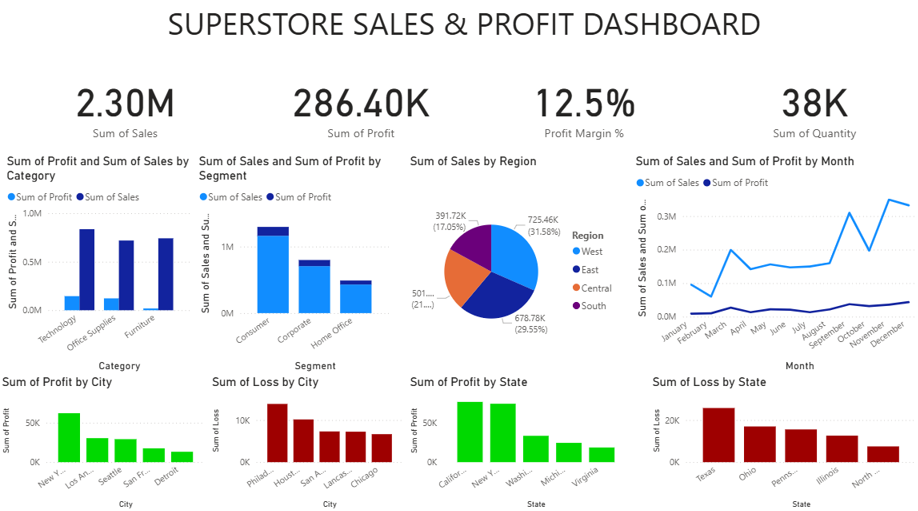 SUPERSTORE SALES & PROFIT DASHBOARD
2.30M
Sum of Sales
286.40K
Sum of Profit
12.5%
Profit Margin %
38K
Sum of Quantity
Sum of Profit and Sum of Sales by
Category
Sum of Profit Sum of Sales
Sum of Profit and S...
1.0M
0.5M
0.0M
Technology
Office Supplies
Furniture
Category
Sum of Sales and Sum of Profit by
Segment
Sum of Sales Sum of Profit
Sum of Sales and Sum ...
1M
0M
Consumer
Corporate
Home Office
Segment
Sum of Sales by Region
391.72K
(17.05%)
725.46K
(31.58%)
501....
(21....)
678.78K
(29.55%)
Region
West
East
Central
South
Sum of Sales and Sum of Profit by Month
Sum of Sales Sum of Profit
Sum of Sales and Sum o...
0.3M
0.2M
0.1M
0.0M
January
February
March
April
May
June
July
August
September
October
November
December
Month
Sum of Profit by City
Sum of Profit
50K
0K
New Y...
Los An...
Seattle
San Fr...
Detroit
City
Sum of Loss by City
Sum of Loss
10K
0K
Philad...
Houst...
San A...
Lancas...
Chicago
City
Sum of Profit by State
Sum of Profit
50K
0K
Califor...
New Y...
Washi...
Michi...
Virginia
State
Sum of Loss by State
Sum of Loss
20K
0K
Texas
Ohio
Penns...
Illinois
North ...
State